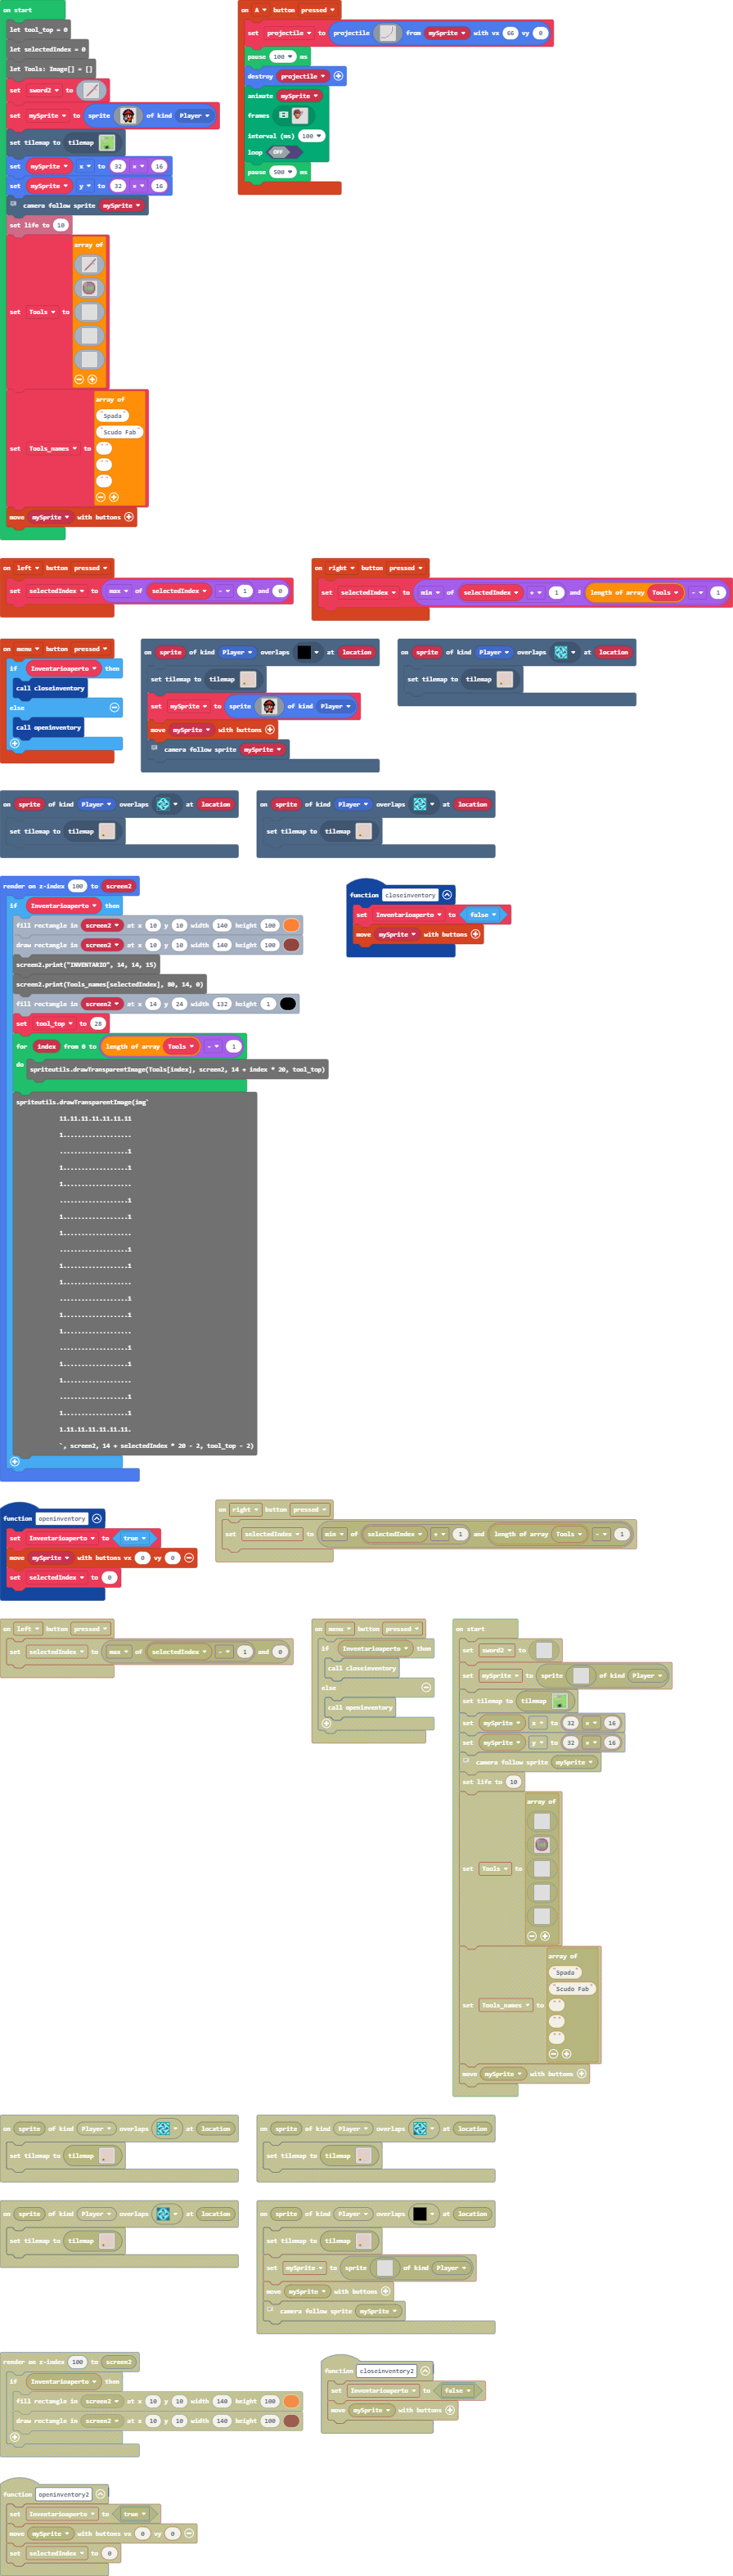 on start
let tool_top = 0
let selectedIndex = 0
let Tools: Image[] = []
set sword2 to
set mySprite to sprite of kind Player
set tilemap to tilemap
set mySprite x to 32 × 16
set mySprite y to 32 × 16
camera follow sprite mySprite
set life to 10
set Tools to array of
set Tools_names to array of
"Spada"
"Scudo Fab"
" "
" "
" "
move mySprite with buttons
on A button pressed
set projectile to projectile from mySprite with vx 66 vy 0
pause 100 ms
destroy projectile
animate mySprite
frames
interval (ms) 100
loop OFF
pause 500 ms
on left button pressed
set selectedIndex to max of selectedIndex - 1 and 0
on right button pressed
set selectedIndex to min of selectedIndex + 1 and length of array Tools - 1
on menu button pressed
if Inventarioaperto then
call closeinventory
else
call openinventory
on sprite of kind Player overlaps at location
set tilemap to tilemap
set mySprite to sprite of kind Player
move mySprite with buttons
camera follow sprite mySprite
on sprite of kind Player overlaps at location
set tilemap to tilemap
on sprite of kind Player overlaps at location
set tilemap to tilemap
on sprite of kind Player overlaps at location
set tilemap to tilemap
render on z-index 100 to screen2
if Inventarioaperto then
fill rectangle in screen2 at x 10 y 10 width 140 height 100
draw rectangle in screen2 at x 10 y 10 width 140 height 100
screen2.print("INVENTARIO", 14, 14, 15)
screen2.print(Tools_names[selectedIndex], 80, 14, 0)
fill rectangle in screen2 at x 14 y 24 width 132 height 1
set tool_top to 28
for index from 0 to length of array Tools - 1
do spriteutils.drawTransparentImage(Tools[index], screen2, 14 + index * 20, tool_top)
spriteutils.drawTransparentImage(img`
11.11.11.11.11.11.11
1..................
...................1
1..................1
1..................
...................1
1..................1
1..................
...................1
1..................1
1..................
...................1
1..................1
1..................
...................1
1..................1
1..................
...................1
1..................1
1.11.11.11.11.11.11.
`, screen2, 14 + selectedIndex * 20 - 2, tool_top - 2)
function closeinventory
set Inventarioaperto to false
move mySprite with buttons
function openinventory
set Inventarioaperto to true
move mySprite with buttons vx 0 vy 0
set selectedIndex to 0
on right button pressed
set selectedIndex to min of selectedIndex + 1 and length of array Tools - 1
on left button pressed
set selectedIndex to max of selectedIndex - 1 and 0
on menu button pressed
if Inventarioaperto then
call closeinventory
else
call openinventory
on start
set sword2 to
set mySprite to sprite of kind Player
set tilemap to tilemap
set mySprite x to 32 × 16
set mySprite y to 32 × 16
camera follow sprite mySprite
set life to 10
set Tools to array of
set Tools_names to array of
"Spada"
"Scudo Fab"
" "
" "
" "
move mySprite with buttons
on sprite of kind Player overlaps at location
set tilemap to tilemap
on sprite of kind Player overlaps at location
set tilemap to tilemap
on sprite of kind Player overlaps at location
set tilemap to tilemap
on sprite of kind Player overlaps at location
set tilemap to tilemap
set mySprite to sprite of kind Player
move mySprite with buttons
camera follow sprite mySprite
render on z-index 100 to screen2
if Inventarioaperto then
fill rectangle in screen2 at x 10 y 10 width 140 height 100
draw rectangle in screen2 at x 10 y 10 width 140 height 100
function closeinventory2
set Inventarioaperto to false
move mySprite with buttons
function openinventory2
set Inventarioaperto to true
move mySprite with buttons vx 0 vy 0
set selectedIndex to 0